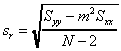 s_r = √((S_yy − m²S_xx)/(N − 2))